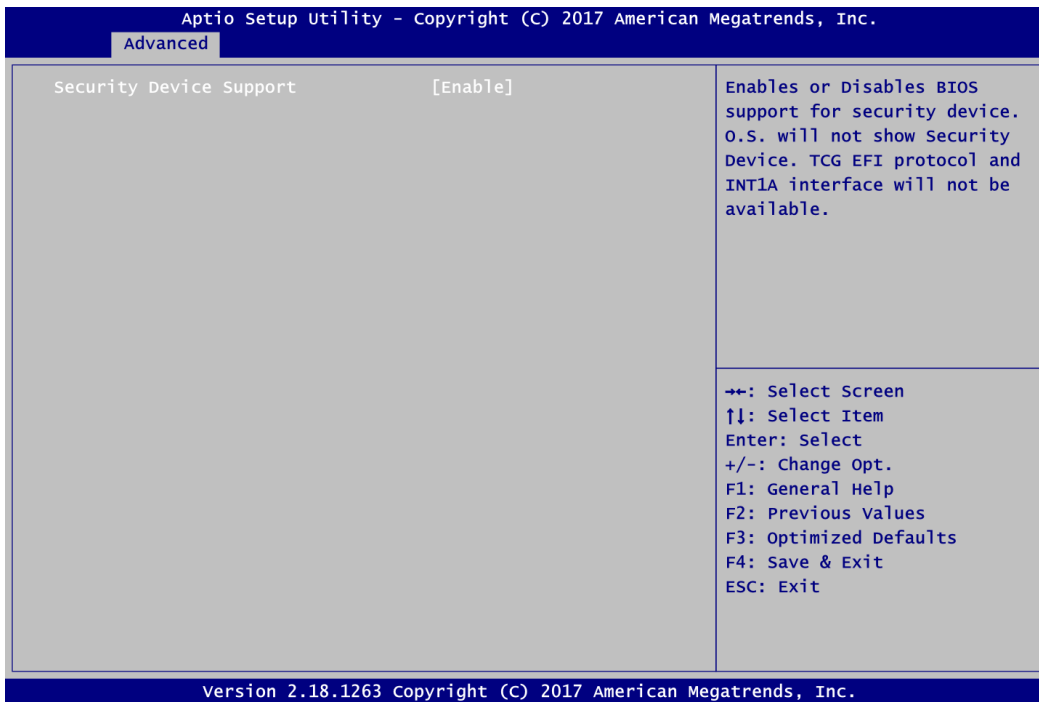 Aptio Setup Utility - Copyright (C) 2017 American Megatrends, Inc.
Advanced
Security Device Support [Enable]
Enables or Disables BIOS
support for security device.
O.S. will not show Security
Device. TCG EFI protocol and
INT1A interface will not be
available.
→←: Select Screen
↑↓: Select Item
Enter: Select
+/-: Change Opt.
F1: General Help
F2: Previous Values
F3: Optimized Defaults
F4: Save & Exit
ESC: Exit
Version 2.18.1263 Copyright (C) 2017 American Megatrends, Inc.